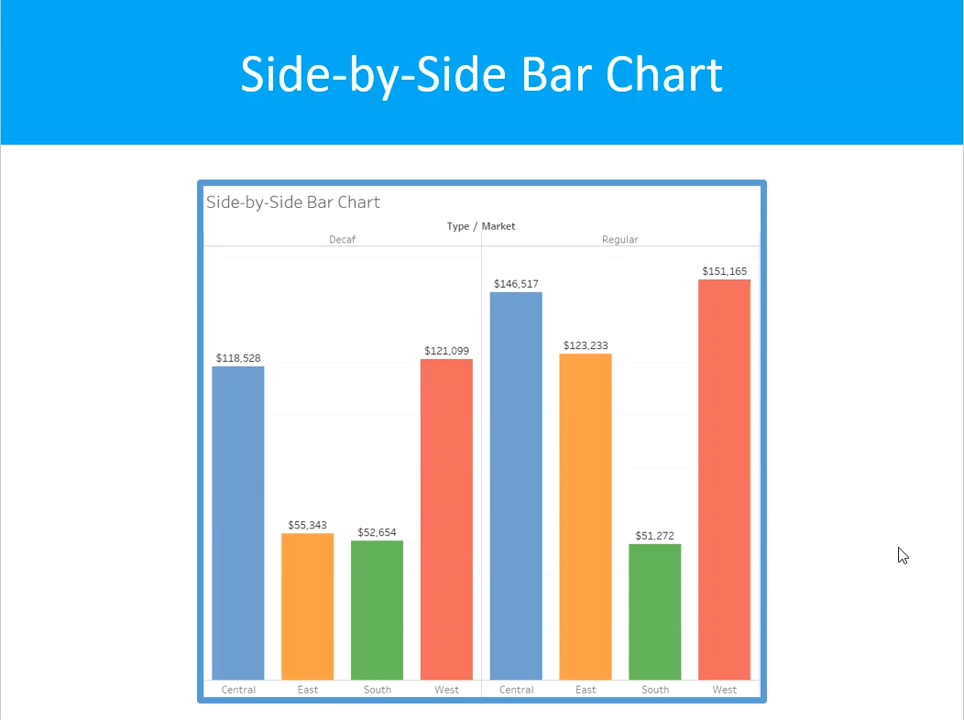 Side-by-Side Bar Chart
Side-by-Side Bar Chart
Type / Market
Decaf Regular
$118,528 $55,343 $52,654 $121,099 $146,517 $123,233 $51,272 $151,165
Central East South West Central East South West